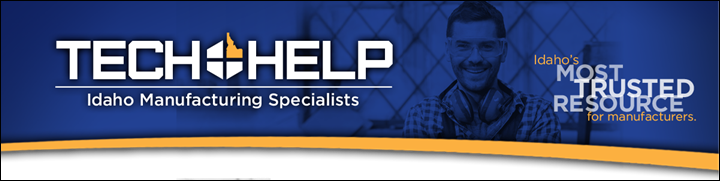 TECH HELP
Idaho Manufacturing Specialists
Idaho's
MOST
TRUSTED
RESOURCE
for manufacturers.